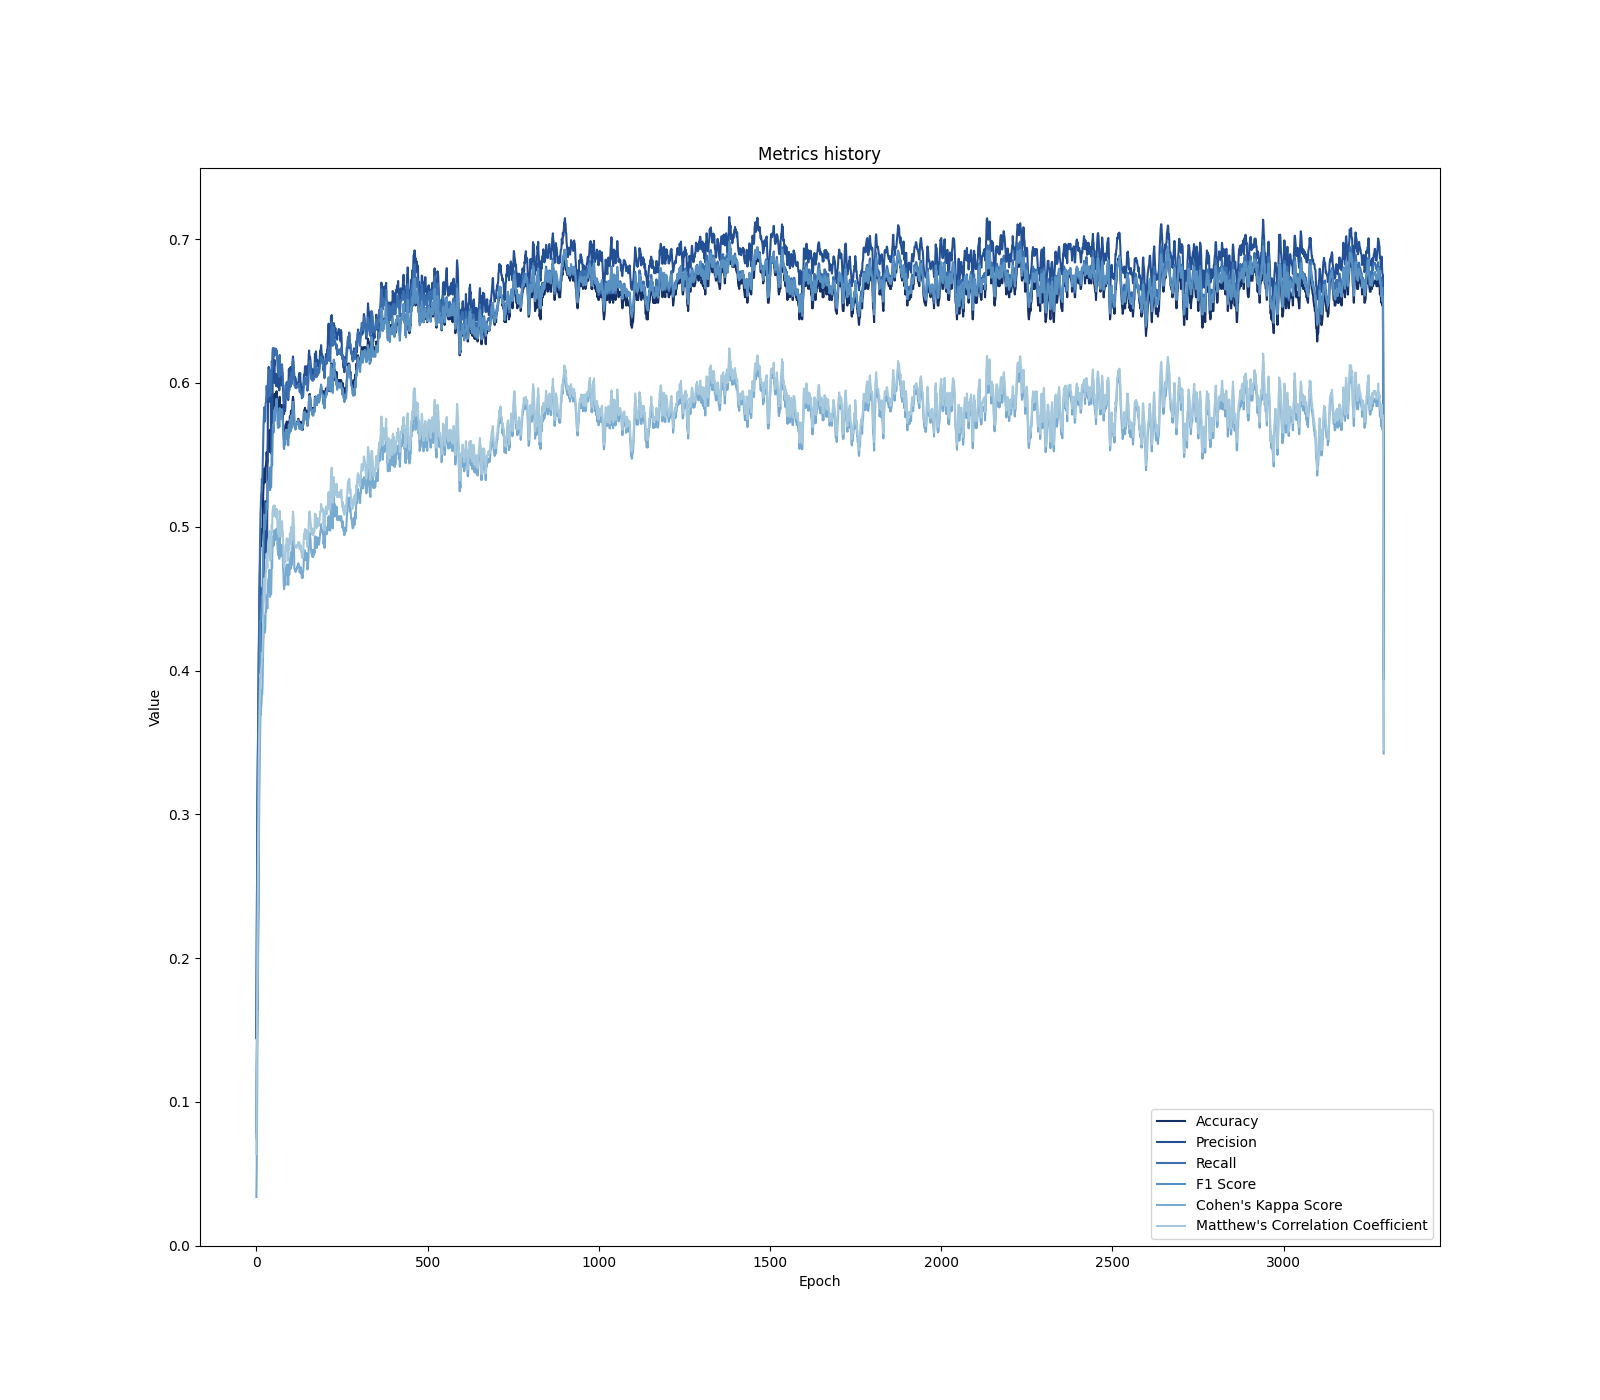 Metrics history
0.7
0.6
0.5
0.4
0.3
0.2
0.1
0.0
Value
0 500 1000 1500 2000 2500 3000
Epoch
Accuracy
Precision
Recall
F1 Score
Cohen's Kappa Score
Matthew's Correlation Coefficient